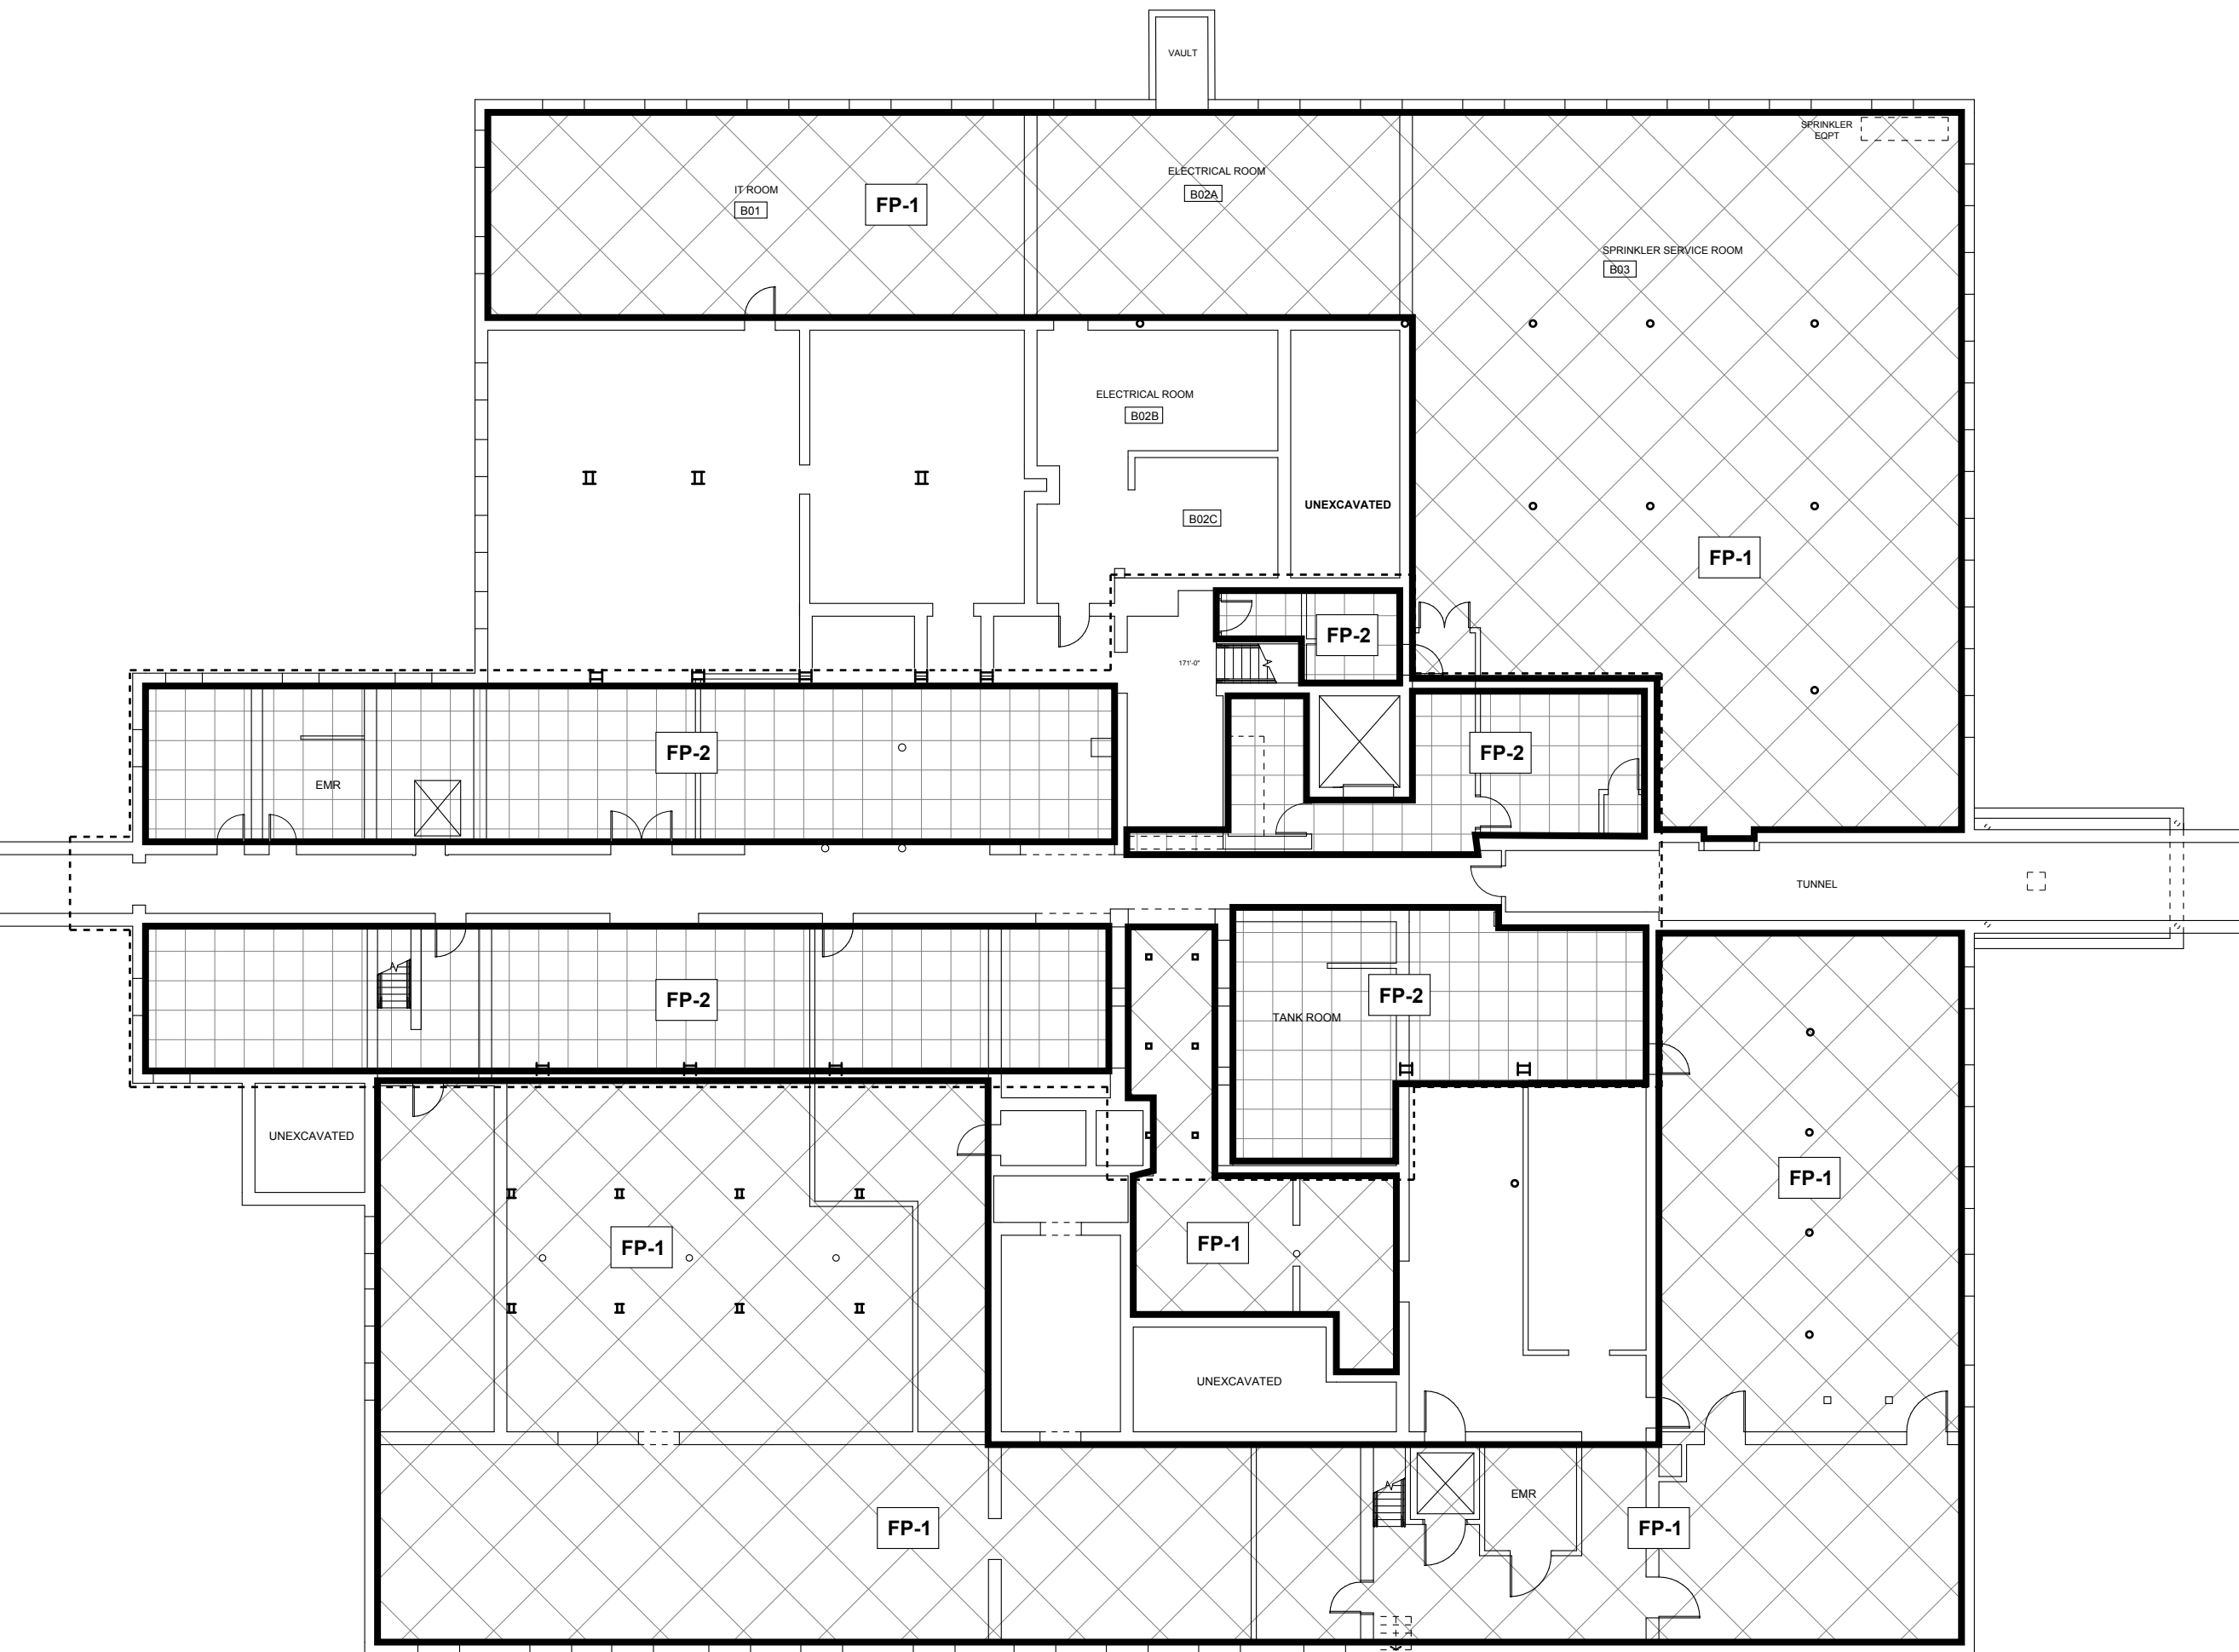 VAULT
SPRINKLER
EQPT
IT ROOM
B01
FP-1
ELECTRICAL ROOM
B02A
SPRINKLER SERVICE ROOM
B03
ELECTRICAL ROOM
B02B
UNEXCAVATED
B02C
FP-1
FP-2
171'-0"
FP-2
FP-2
EMR
TUNNEL
FP-2
FP-2
TANK ROOM
UNEXCAVATED
FP-1
FP-1
FP-1
UNEXCAVATED
EMR
FP-1
FP-1